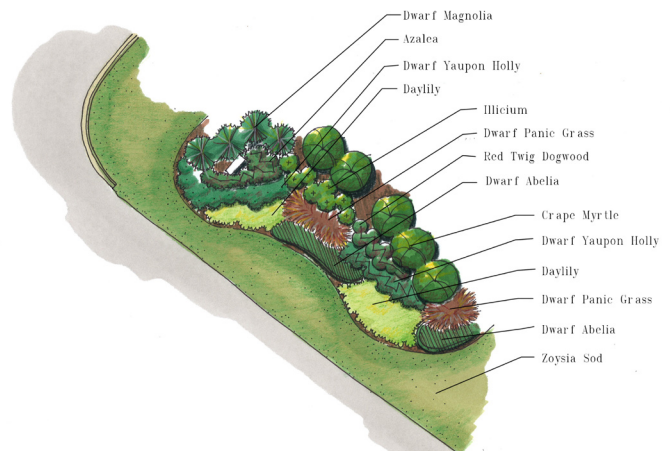 Dwarf Magnolia
Azalea
Dwarf Yaupon Holly
Daylily
Illicium
Dwarf Panic Grass
Red Twig Dogwood
Dwarf Abelia
Crape Myrtle
Dwarf Yaupon Holly
Daylily
Dwarf Panic Grass
Dwarf Abelia
Zoysia Sod